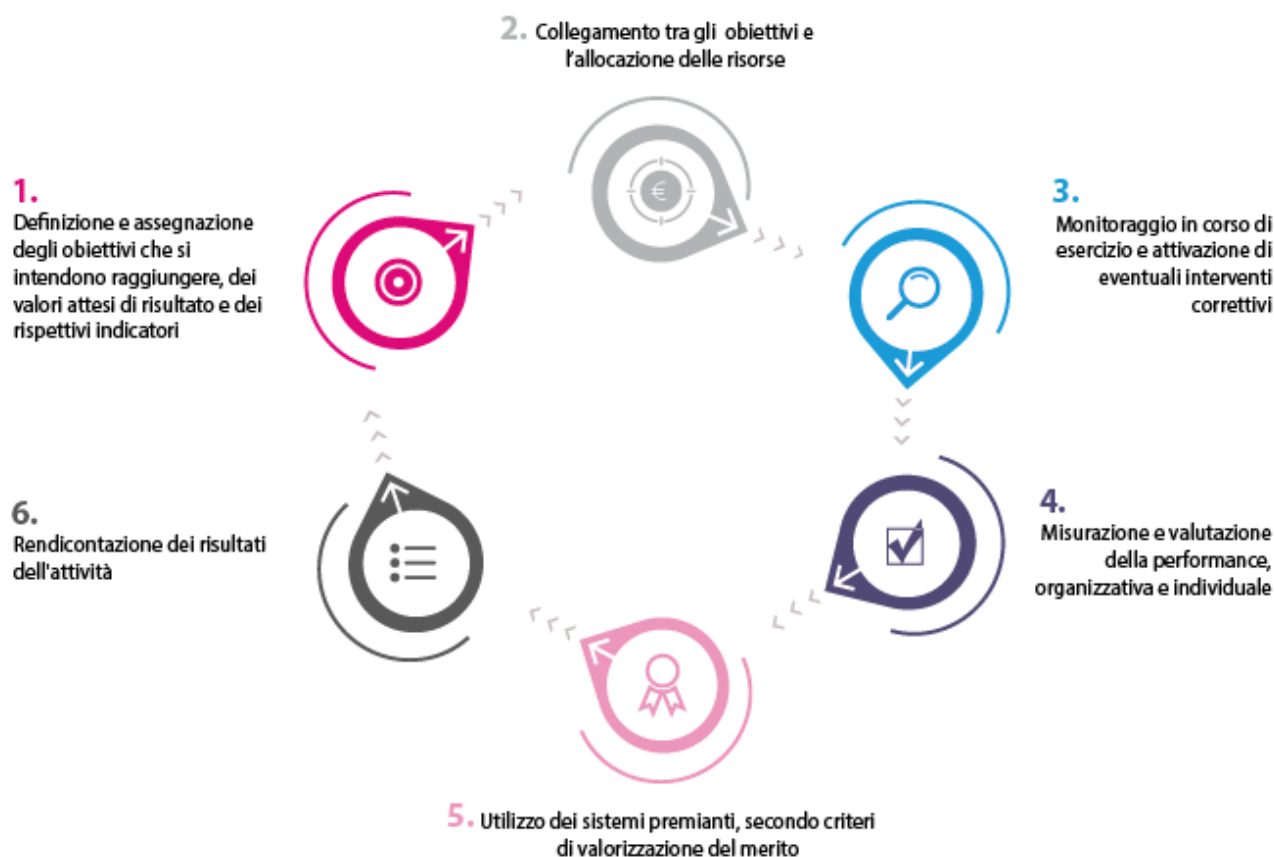 1.
Definizione e assegnazione
degli obiettivi che si
intendono raggiungere, dei
valori attesi di risultato e dei
rispettivi indicatori
2. Collegamento tra gli obiettivi e
l'allocazione delle risorse
€
3.
Monitoraggio in corso di
esercizio e attivazione di
eventuali interventi
correttivi
4.
Misurazione e valutazione
della performance,
organizzativa e individuale
5. Utilizzo dei sistemi premianti, secondo criteri
di valorizzazione del merito
6.
Rendicontazione dei risultati
dell'attività